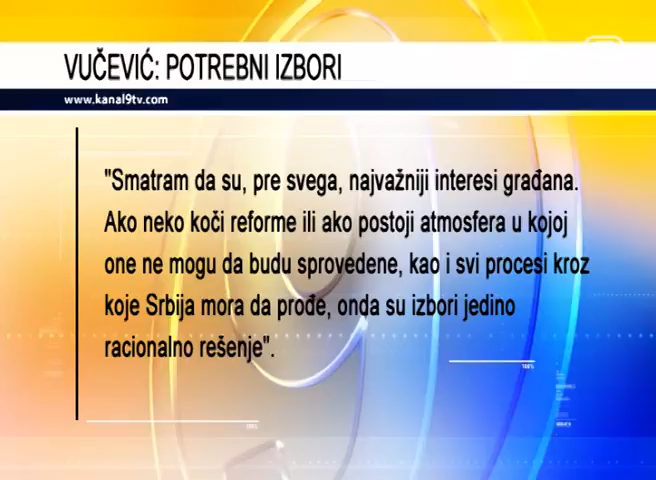 VUČEVIĆ: POTREBNI IZBORI
www.kanal9tv.com
"Smatram da su, pre svega, najvažniji interesi građana.
Ako neko koči reforme ili ako postoji atmosfera u kojoj
one ne mogu da budu sprovedene, kao i svi procesi kroz
koje Srbija mora da prođe, onda su izbori jedino
racionalno rešenje".
100%
100%